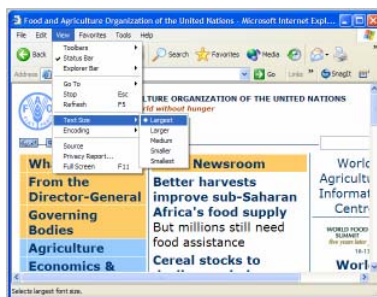 Food and Agriculture Organization of the United Nations - Microsoft Internet Expl...
File Edit View Favorites Tools Help
Back Search Favorites Media
Toolbars
Status Bar
Explorer Bar
Go To
Stop Esc
Refresh F5
Text Size
Encoding
Source
Privacy Report...
Full Screen F11
Largest
Larger
Medium
Smaller
Smallest
Address
Go Links » SnagIt
LTURE ORGANIZATION OF THE UNITED NATIONS
ld without hunger
Wh
From the
Director-General
Governing
Bodies
Agriculture
Economics &
Newsroom
Better harvests
improve sub-Saharan
Africa's food supply
But millions still need
food assistance
Cereal stocks to
World
Agricultu
Informat
Centr
WORLD FOOD
SUMMIT
five years later
10-13
Worl
Selects largest font size.